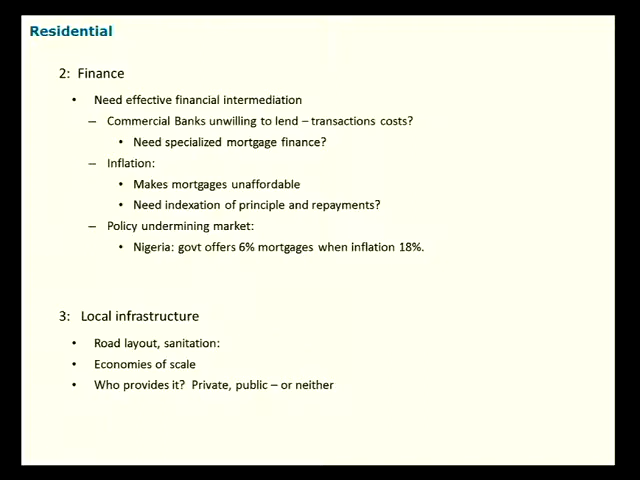 Residential
2: Finance
• Need effective financial intermediation
– Commercial Banks unwilling to lend – transactions costs?
• Need specialized mortgage finance?
– Inflation:
• Makes mortgages unaffordable
• Need indexation of principle and repayments?
– Policy undermining market:
• Nigeria: govt offers 6% mortgages when inflation 18%.
3: Local infrastructure
• Road layout, sanitation:
• Economies of scale
• Who provides it? Private, public – or neither